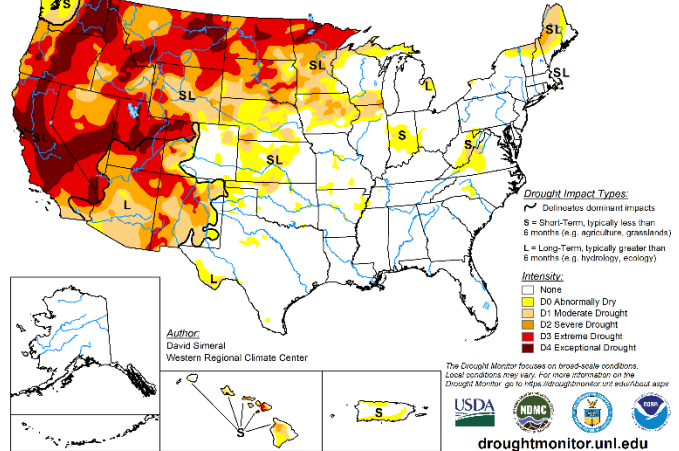 S
SL
SL
SL
L
SL
SL
S
S
SL
L
L
S
Drought Impact Types:
Delineates dominant impacts
S = Short-Term, typically less than
6 months (e.g. agriculture, grasslands)
L = Long-Term, typically greater than
6 months (e.g. hydrology, ecology)
Intensity:
None
D0 Abnormally Dry
D1 Moderate Drought
D2 Severe Drought
D3 Extreme Drought
D4 Exceptional Drought
Author:
David Simeral
Western Regional Climate Center
S
The Drought Monitor focuses on broad-scale conditions.
Local conditions may vary. For more information on the
Drought Monitor, go to https://droughtmonitor.unl.edu/About.aspx
USDA
NDMC
NOAA
droughtmonitor.unl.edu